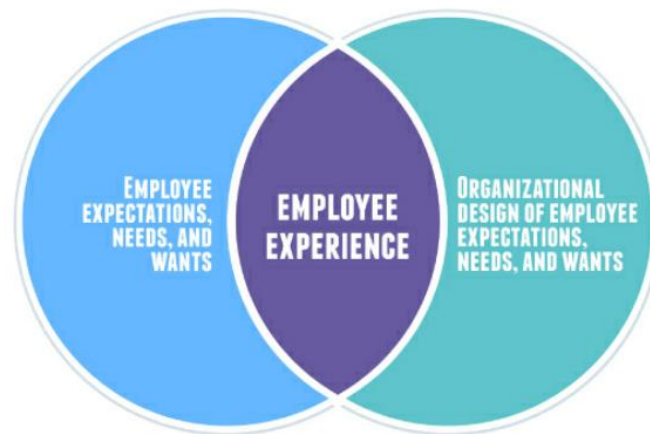 EMPLOYEE
EXPECTATIONS,
NEEDS, AND
WANTS
EMPLOYEE
EXPERIENCE
ORGANIZATIONAL
DESIGN OF EMPLOYEE
EXPECTATIONS,
NEEDS, AND WANTS